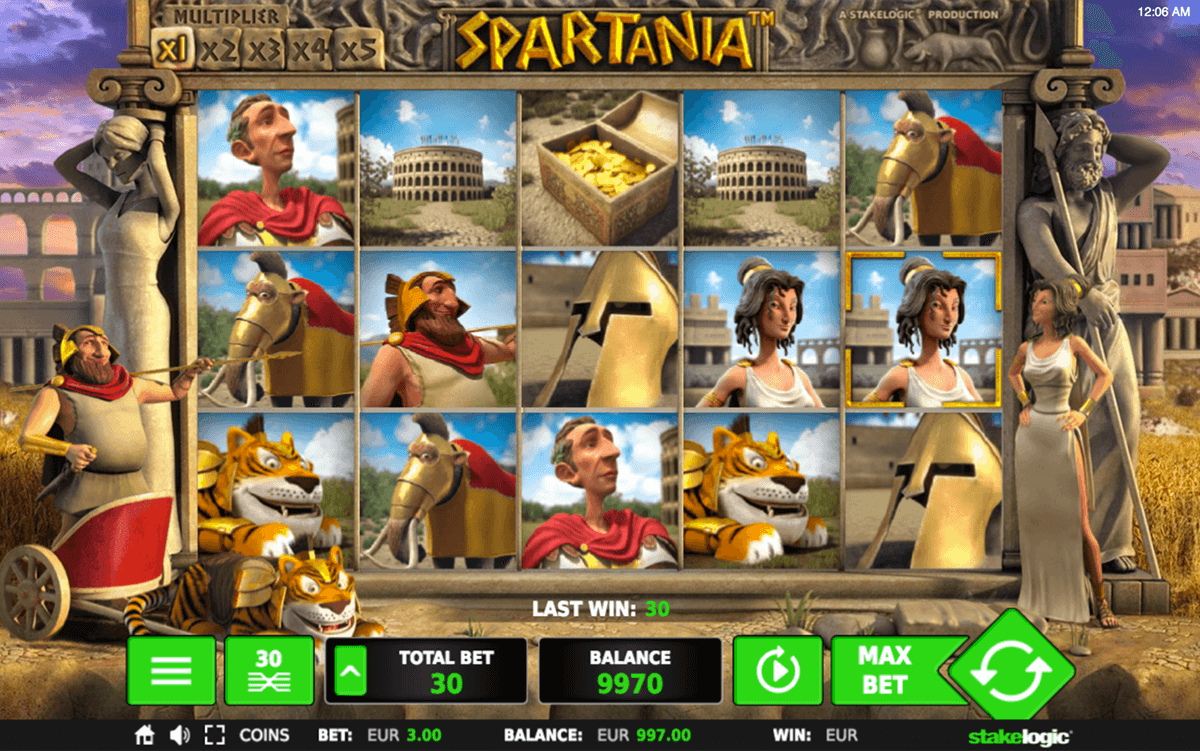 12:06 AM
MULTIPLIER
x1 x2 x3 x4 x5
SPARTANIA™
A STAKELOGIC® PRODUCTION
LAST WIN: 30
30
TOTAL BET
30
BALANCE
9970
MAX
BET
COINS BET: EUR 3.00 BALANCE: EUR 997.00 WIN: EUR
stakelogic®